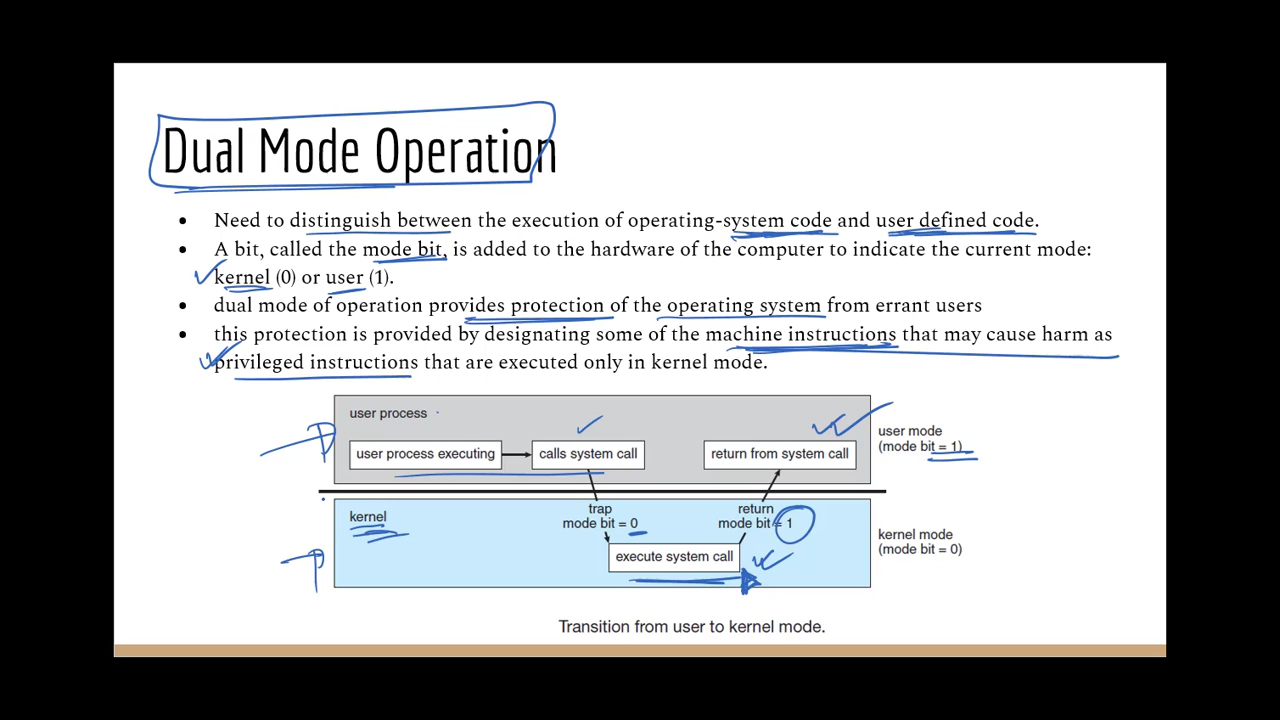 Dual Mode Operation
• Need to distinguish between the execution of operating-system code and user defined code.
• A bit, called the mode bit, is added to the hardware of the computer to indicate the current mode:
kernel (0) or user (1).
• dual mode of operation provides protection of the operating system from errant users
• this protection is provided by designating some of the machine instructions that may cause harm as
privileged instructions that are executed only in kernel mode.
user process
user process executing
calls system call
return from system call
user mode
(mode bit = 1)
kernel
trap
mode bit = 0
return
mode bit = 1
execute system call
kernel mode
(mode bit = 0)
Transition from user to kernel mode.